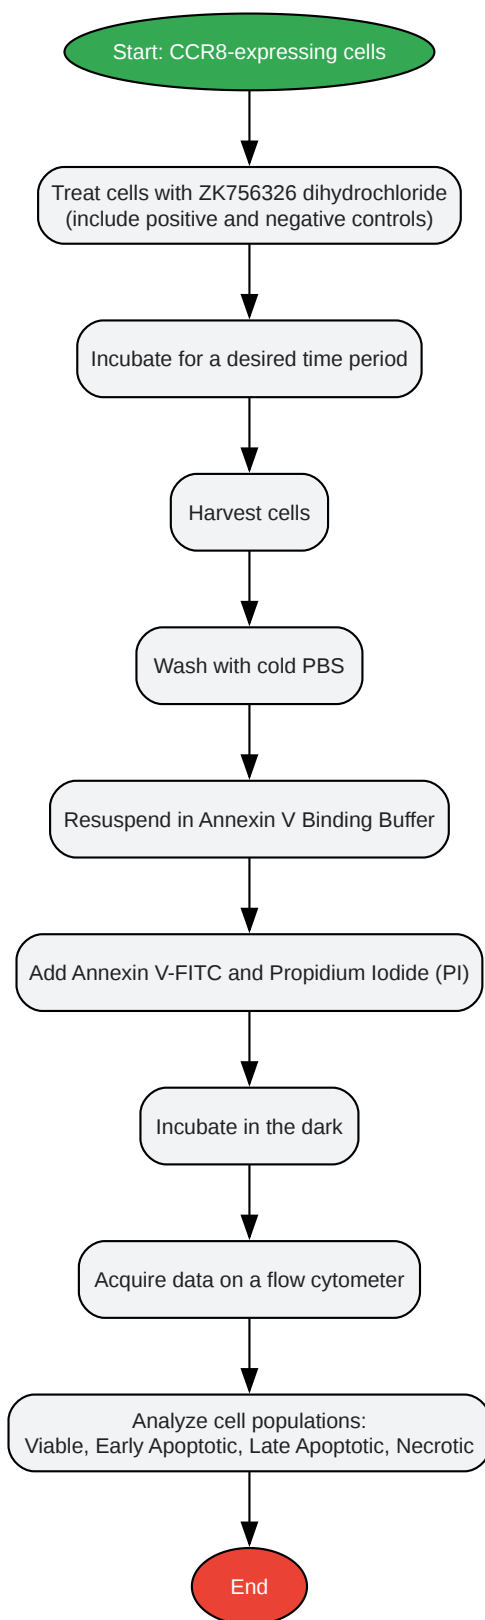 Start: CCR8-expressing cells
Treat cells with ZK756326 dihydrochloride
(include positive and negative controls)
Incubate for a desired time period
Harvest cells
Wash with cold PBS
Resuspend in Annexin V Binding Buffer
Add Annexin V-FITC and Propidium Iodide (PI)
Incubate in the dark
Acquire data on a flow cytometer
Analyze cell populations:
Viable, Early Apoptotic, Late Apoptotic, Necrotic
End